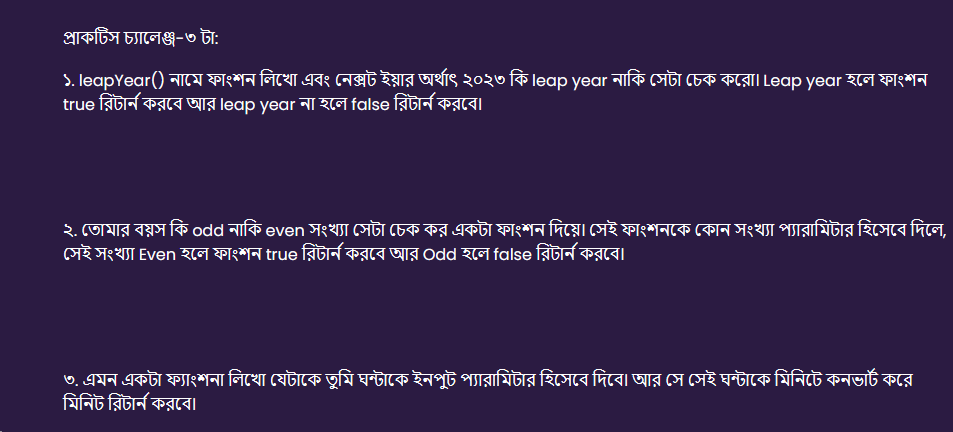 প্রাকটিস চ্যালেঞ্জ-৩ টা:
১. leapYear() নামে ফাংশন লিখো এবং নেক্সট ইয়ার অর্থাৎ ২০২৩ কি leap year নাকি সেটা চেক করো। Leap year হলে ফাংশন
true রিটার্ন করবে আর leap year না হলে false রিটার্ন করবে।
২. তোমার বয়স কি odd নাকি even সংখ্যা সেটা চেক কর একটা ফাংশন দিয়ে। সেই ফাংশনকে কোন সংখ্যা প্যারামিটার হিসেবে দিলে,
সেই সংখ্যা Even হলে ফাংশন true রিটার্ন করবে আর Odd হলে false রিটার্ন করবে।
৩. এমন একটা ফ্যাংশনা লিখো যেটাকে তুমি ঘন্টাকে ইনপুট প্যারামিটার হিসেবে দিবে। আর সে সেই ঘন্টাকে মিনিটে কনভার্ট করে
মিনিট রিটার্ন করবে।